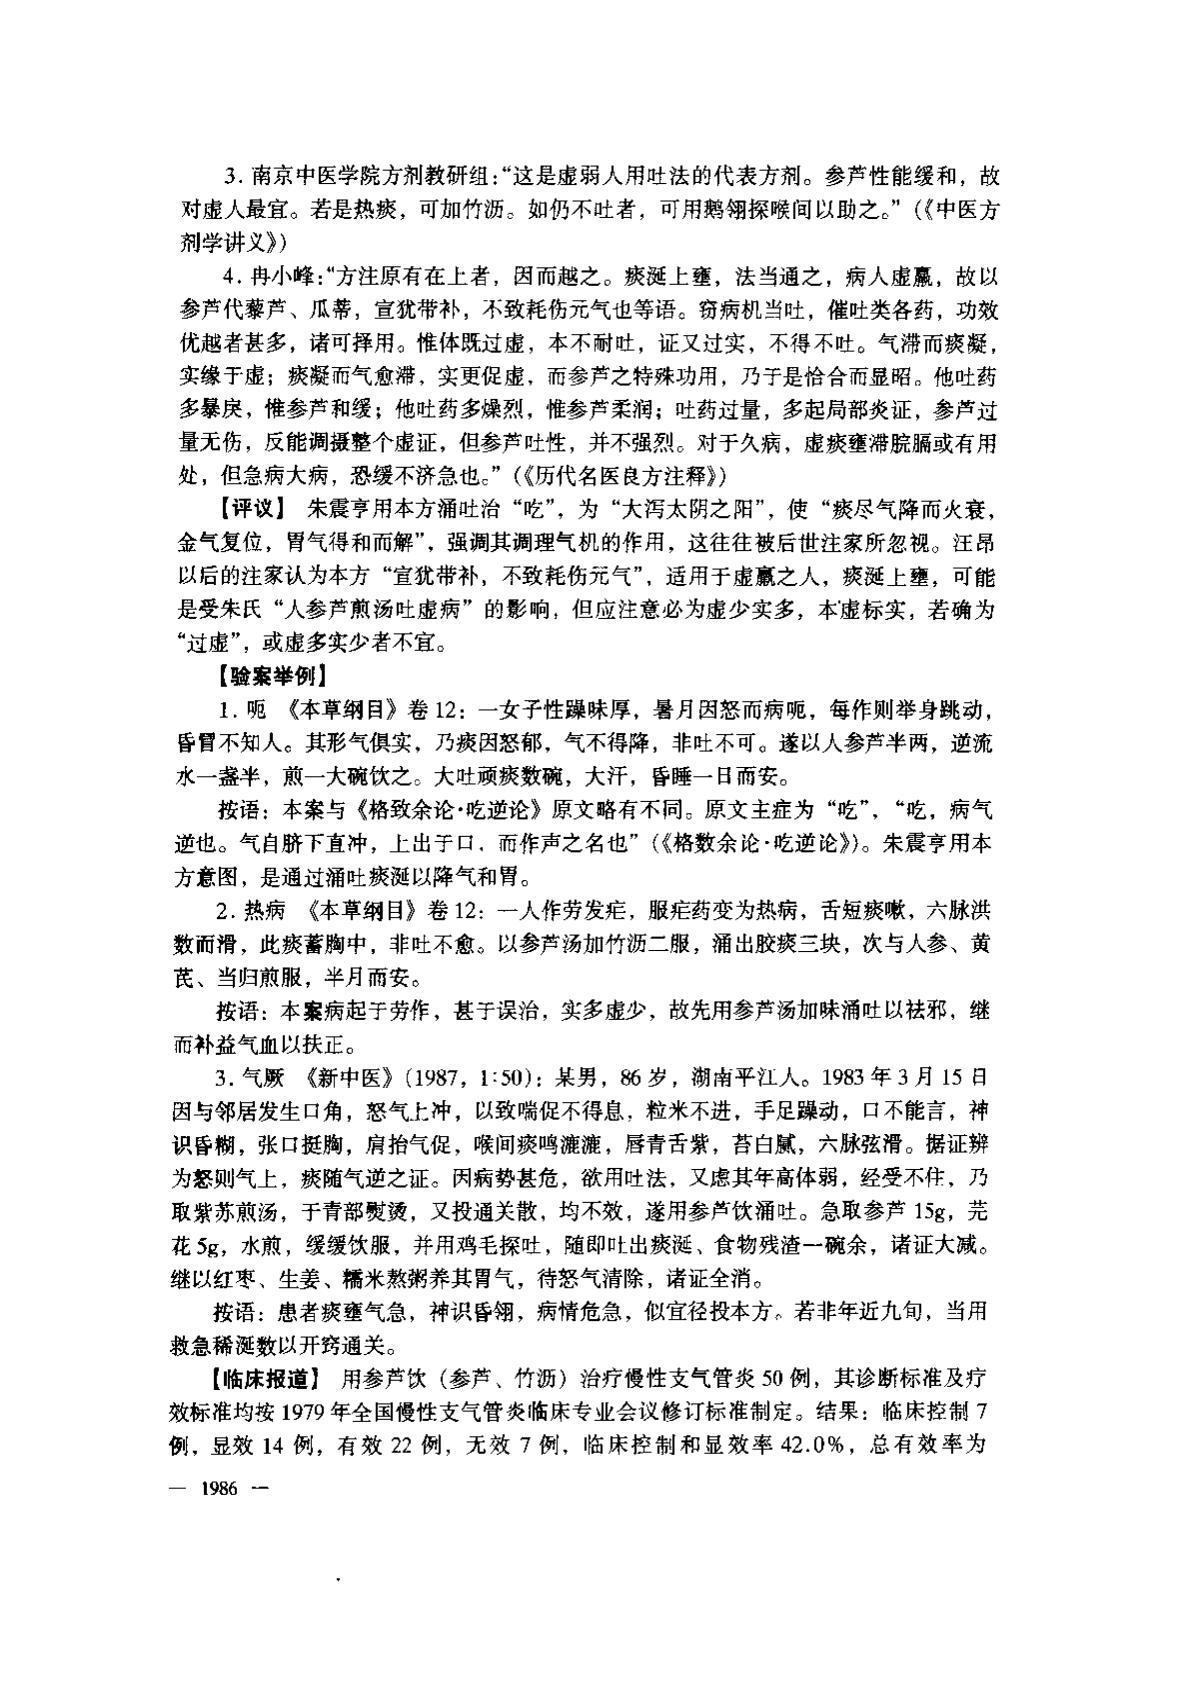 3. 南京中医学院方剂教研组:“这是虚弱人用吐法的代表方剂。参芦性能缓和，故
对虚人最宜。若是热痰，可加竹沥。如仍不吐者，可用鹅翎探喉间以助之。”(《中医方
剂学讲义》)
4. 冉小峰:“方注原有在上者，因而越之。痰涎上壅，法当通之，病人虚羸，故以
参芦代藜芦、瓜蒂，宣犹带补，不致耗伤元气也等语。窃病机当吐，催吐类各药，功效
优越者甚多，诸可择用。惟体既过虚，本不耐吐，证又过实，不得不吐。气滞而痰凝，
实缘于虚；痰凝而气愈滞，实更促虚，而参芦之特殊功用，乃于是恰合而显昭。他吐药
多暴戾，惟参芦和缓；他吐药多燥烈，惟参芦柔润；吐药过量，多起局部炎证，参芦过
量无伤，反能调摄整个虚证，但参芦吐性，并不强烈。对于久病，虚痰壅滞脘膈或有用
处，但急病大病，恐缓不济急也。”(《历代名医良方注释》)
【评议】 朱震亨用本方涌吐治“吃”，为“大泻太阴之阳”，使“痰尽气降而火衰，
金气复位，胃气得和而解”，强调其调理气机的作用，这往往被后世注家所忽视。汪昂
以后的注家认为本方“宣犹带补，不致耗伤元气”，适用于虚羸之人，痰涎上壅，可能
是受朱氏“人参芦煎汤吐虚病”的影响，但应注意必为虚少实多，本虚标实，若确为
“过虚”，或虚多实少者不宜。
【验案举例】
1. 呃 《本草纲目》卷12：一女子性躁味厚，暑月因怒而病呃，每作则举身跳动，
昏冒不知人。其形气俱实，乃痰因怒郁，气不得降，非吐不可。遂以人参芦半两，逆流
水一盏半，煎一大碗饮之。大吐顽痰数碗，大汗，昏睡一日而安。
按语：本案与《格致余论·吃逆论》原文略有不同。原文主症为“吃”，“吃，病气
逆也。气自脐下直冲，上出于口，而作声之名也”(《格数余论·吃逆论》)。朱震亨用本
方意图，是通过涌吐痰涎以降气和胃。
2. 热病 《本草纲目》卷12：一人作劳发疟，服疟药变为热病，舌短痰嗽，六脉洪
数而滑，此痰蓄胸中，非吐不愈。以参芦汤加竹沥二服，涌出胶痰三块，次与人参、黄
芪、当归煎服，半月而安。
按语：本案病起于劳作，甚于误治，实多虚少，故先用参芦汤加味涌吐以祛邪，继
而补益气血以扶正。
3. 气厥 《新中医》(1987，1:50)：某男，86岁，湖南平江人。1983年3月15日
因与邻居发生口角，怒气上冲，以致喘促不得息，粒米不进，手足躁动，口不能言，神
识昏糊，张口挺胸，肩抬气促，喉间痰鸣漉漉，唇青舌紫，苔白腻，六脉弦滑。据证辨
为怒则气上，痰随气逆之证。因病势甚危，欲用吐法，又虑其年高体弱，经受不住，乃
取紫苏煎汤，于青部熨烫，又投通关散，均不效，遂用参芦饮涌吐。急取参芦15g，芫
花5g，水煎，缓缓饮服，并用鸡毛探吐，随即吐出痰涎、食物残渣一碗余，诸证大减。
继以红枣、生姜、糯米熬粥养其胃气，待怒气清除，诸证全消。
按语：患者痰壅气急，神识昏翎，病情危急，似宜径投本方。若非年近九旬，当用
救急稀涎散以开窍通关。
【临床报道】 用参芦饮（参芦、竹沥）治疗慢性支气管炎50例，其诊断标准及疗
效标准均按1979年全国慢性支气管炎临床专业会议修订标准制定。结果：临床控制7
例，显效14例，有效22例，无效7例，临床控制和显效率42.0%，总有效率为
— 1986 —